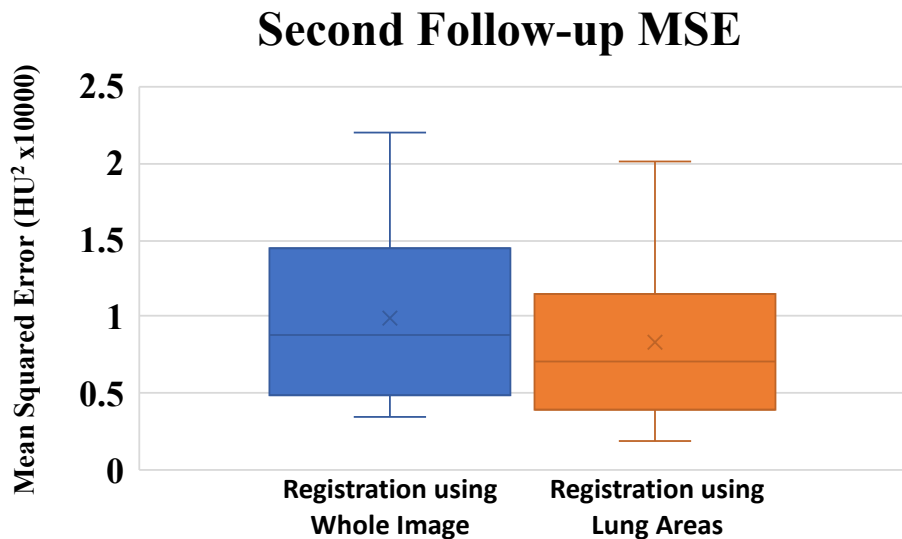 Second Follow-up MSE
Mean Squared Error (HU² x10000)
2.5
2
1.5
1
0.5
0
Registration using
Whole Image
Registration using
Lung Areas